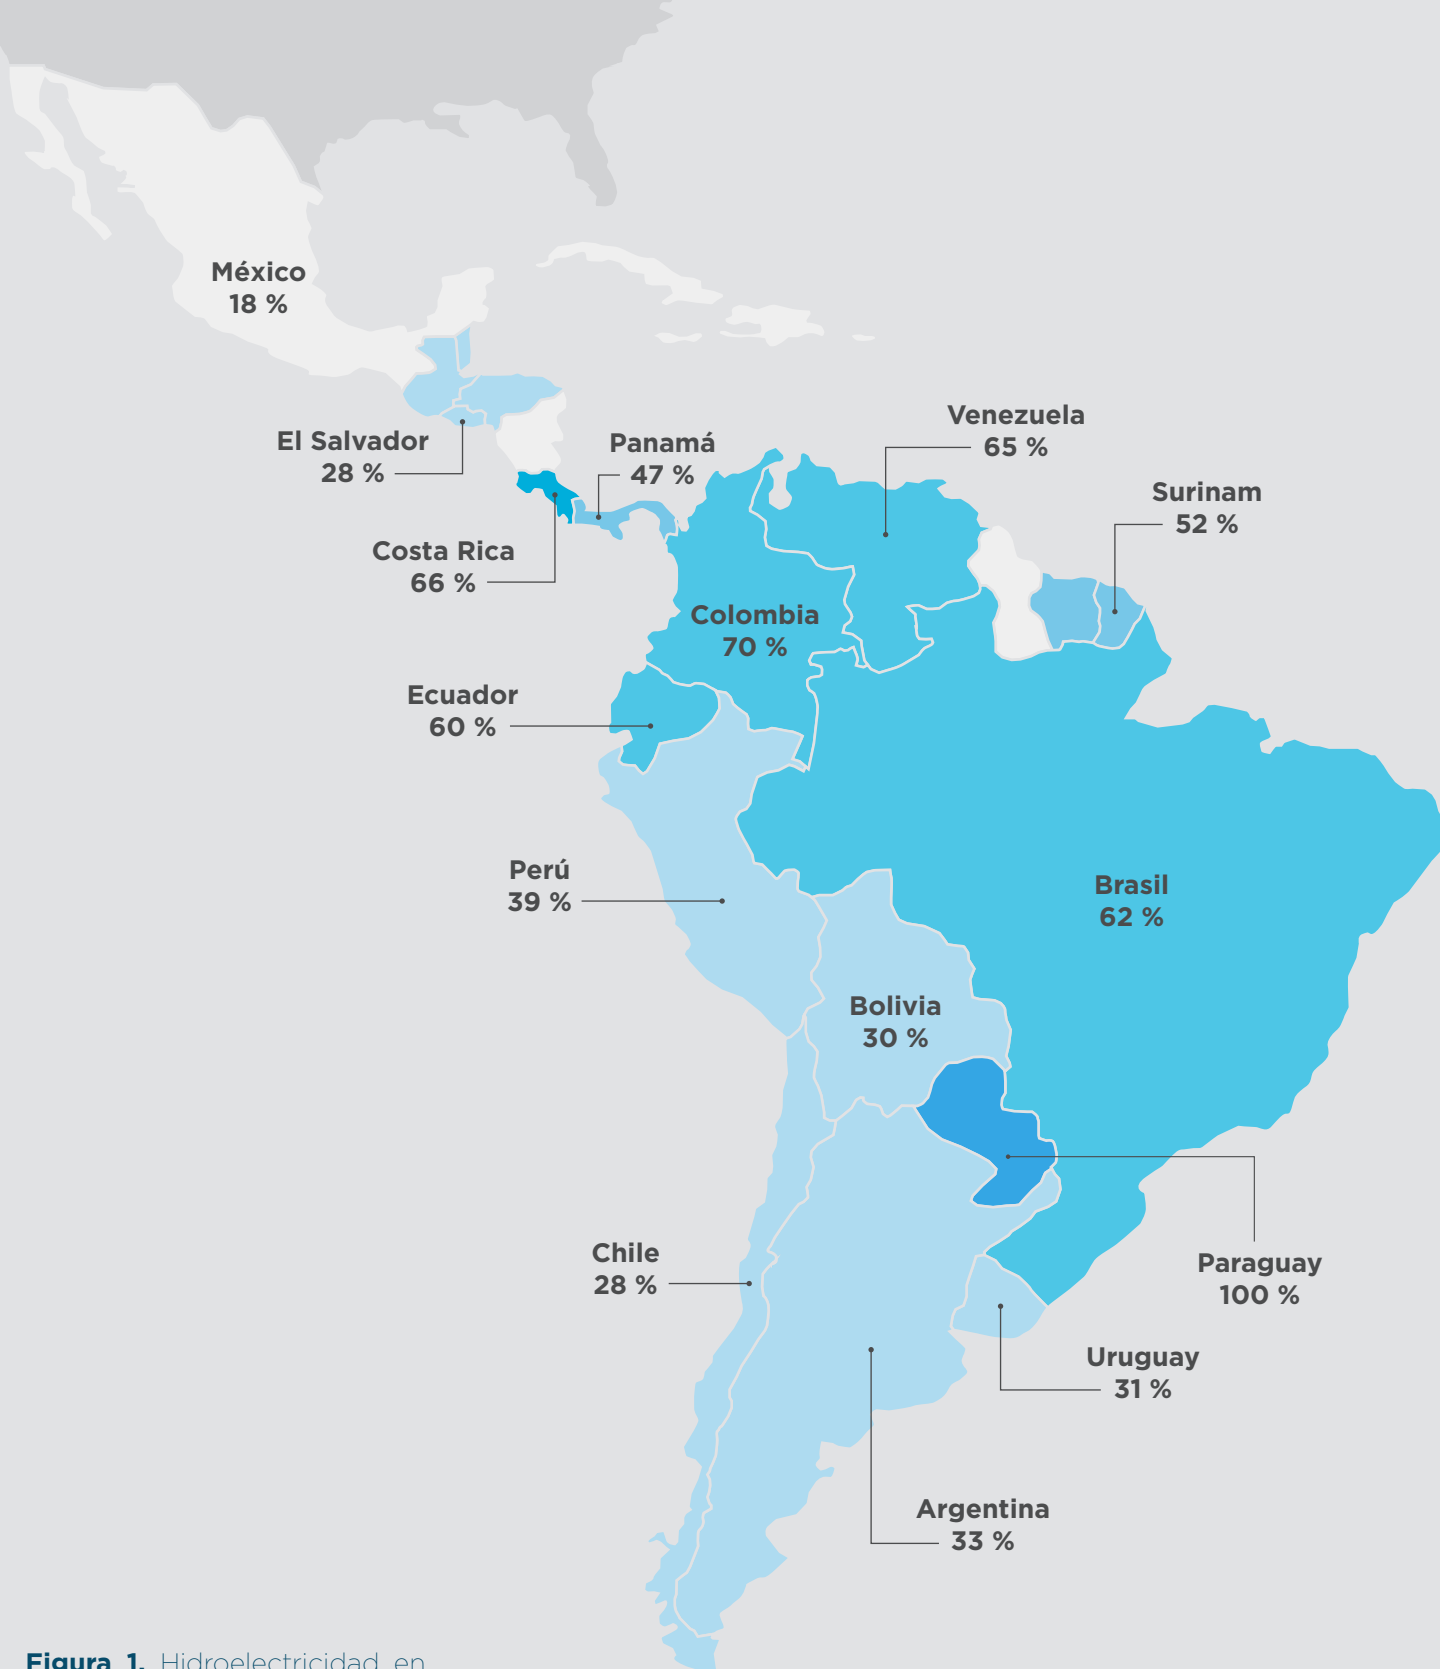 México
18 %
Venezuela
65 %
El Salvador
28 %
Panamá
47 %
Surinam
52 %
Costa Rica
66 %
Colombia
70 %
Ecuador
60 %
Perú
39 %
Brasil
62 %
Bolivia
30 %
Chile
28 %
Paraguay
100 %
Uruguay
31 %
Argentina
33 %
Figura 1. Hidroelectricidad en